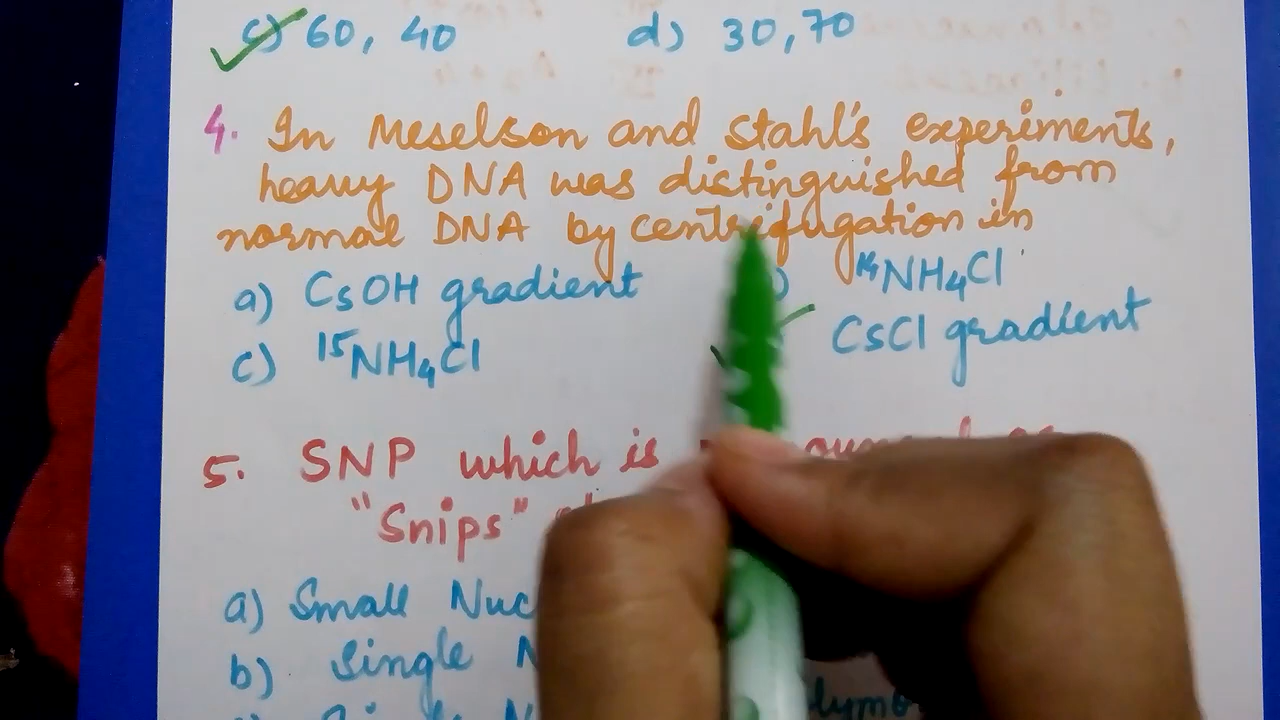 c) 60, 40 d) 30,70
4. In Meselson and Stahl's experiments,
heavy DNA was distinguished from
normal DNA by centrifugation in
a) CsOH gradient ) ¹⁴NH₄Cl
c) ¹⁵NH₄Cl CsCl gradient
5. SNP which is
"Snips"
a) Small Nuc
b) Single N